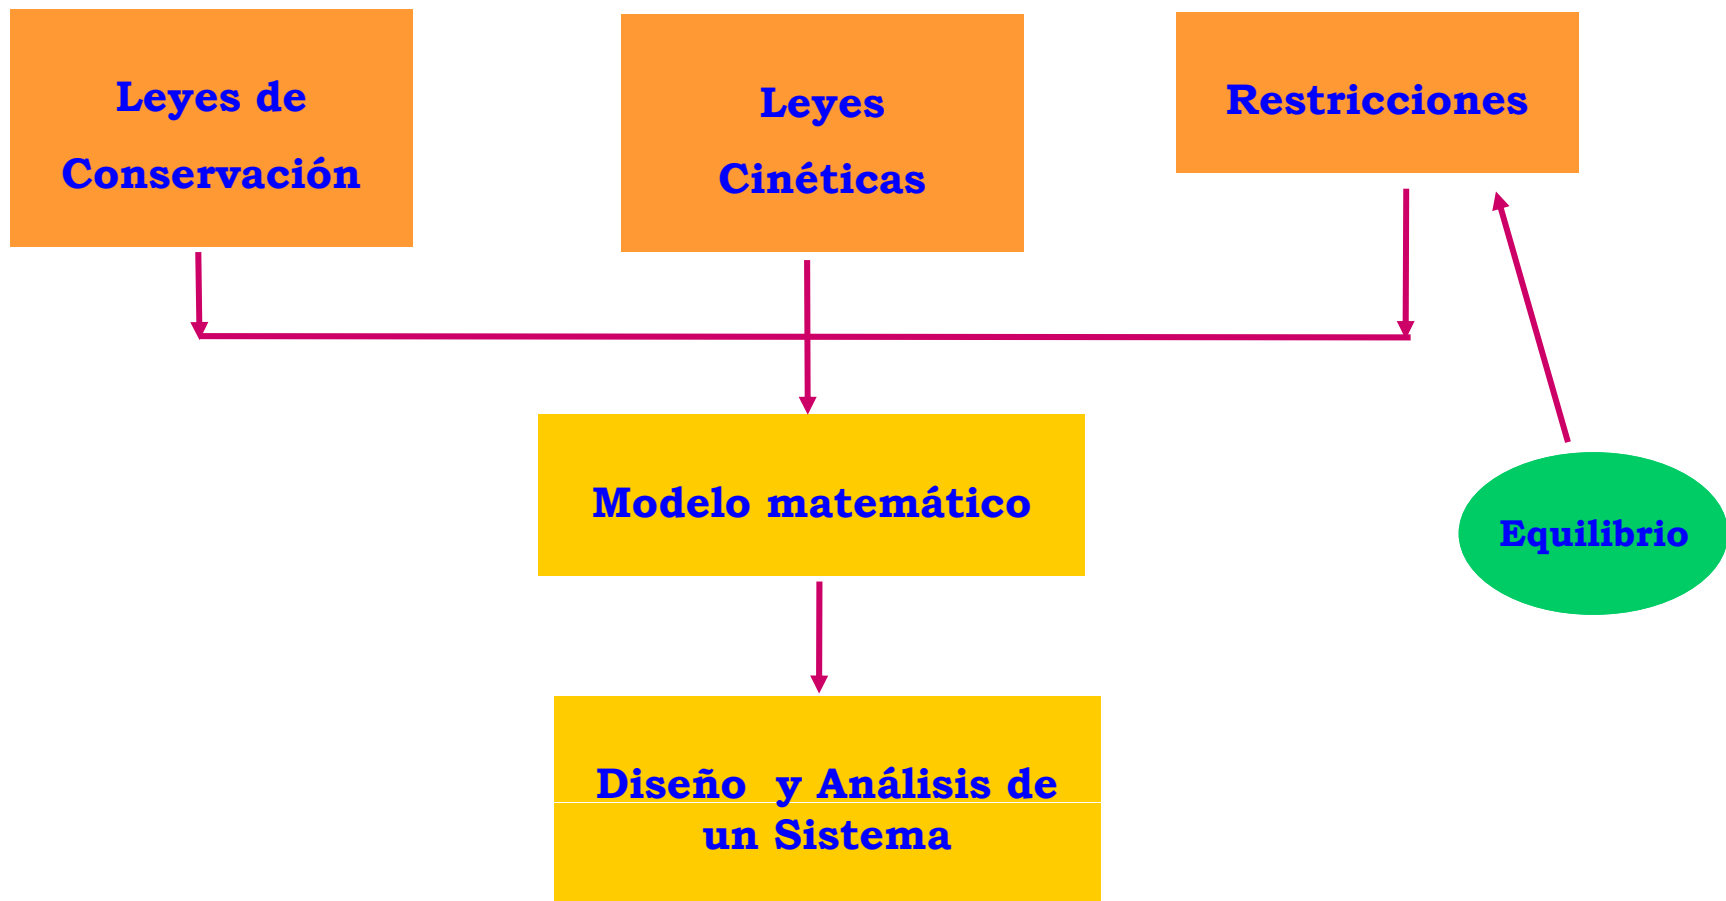 Leyes de
Conservación
Leyes
Cinéticas
Restricciones
Modelo matemático
Equilibrio
Diseño y Análisis de
un Sistema